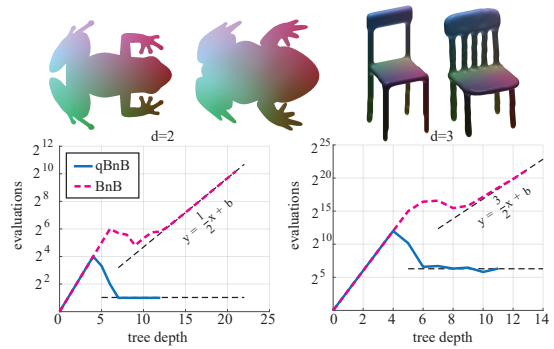 d=2
d=3
2^12
2^10
2^8
2^6
2^4
2^2
evaluations
qBnB
BnB
y = 1/2 x + b
0 5 10 15 20 25
tree depth
2^25
2^20
2^15
2^10
2^5
evaluations
y = 3/2 x + b
0 2 4 6 8 10 12 14
tree depth